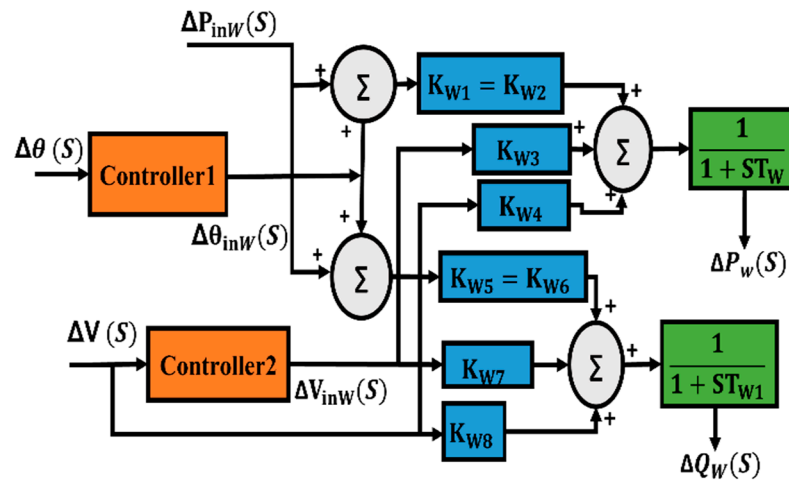 ΔP_inW(S)
+
Σ
+
K_W1 = K_W2
+
Δθ (S)
Controller1
Δθ_inW(S)
K_W3
+
Σ
1
1 + ST_W
K_W4
+
ΔP_w(S)
+
+
Σ
K_W5 = K_W6
+
ΔV (S)
Controller2
ΔV_inW(S)
K_W7
+
Σ
+
1
1 + ST_W1
K_W8
+
ΔQ_W(S)